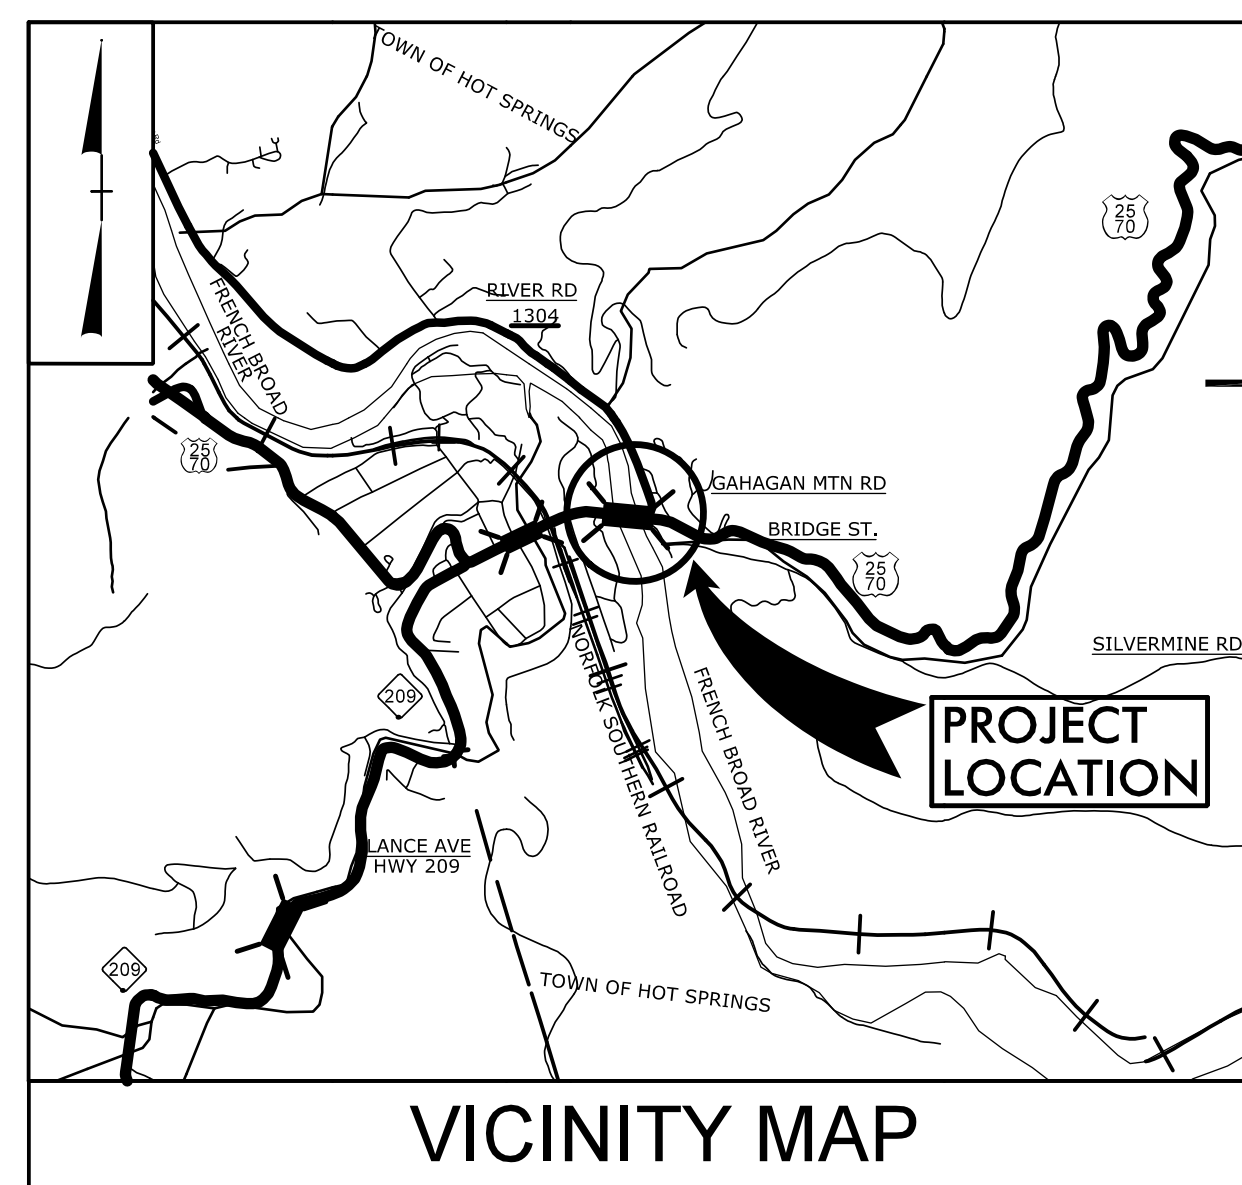 TOWN OF HOT SPRINGS
Rd
25
70
RIVER RD
1304
FRENCH BROAD
RIVER
25
70
GAHAGAN MTN RD
BRIDGE ST.
25
70
SILVERMINE RD
209
NORFOLK SOUTHERN RAILROAD
FRENCH BROAD RIVER
PROJECT
LOCATION
LANCE AVE
HWY 209
209
TOWN OF HOT SPRINGS
VICINITY MAP